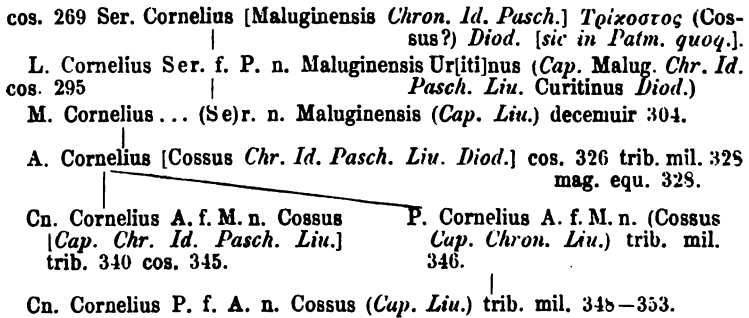 cos. 269 Ser. Cornelius [Maluginensis Chron. Id. Pasch.] Τρίκοστος (Cos-
sus?) Diod. [sic in Patm. quoq.].
L. Cornelius Ser. f. P. n. Maluginensis Ur[iti]nus (Cap. Malug. Chr. Id.
cos. 295 Pasch. Liu. Curitinus Diod.)
M. Cornelius ... (Se)r. n. Maluginensis (Cap. Liu.) decemuir 304.
A. Cornelius [Cossus Chr. Id. Pasch. Liv. Diod.] cos. 326 trib. mil. 328
mag. equ. 328.
Cn. Cornelius A. f. M. n. Cossus P. Cornelius A. f. M. n. (Cossus
[Cap. Chr. Id. Pasch. Liu.] Cap. Chron. Liu.) trib. mil.
trib. 340 cos. 345. 346.
Cn. Cornelius P. f. A. n. Cossus (Cap. Liu.) trib. mil. 348–353.